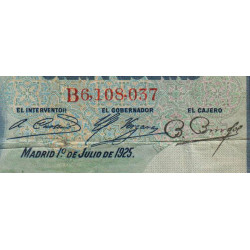 B6,108,037
EL INTERVENTOR EL GOBERNADOR EL CAJERO
MADRID 1º DE JULIO DE 1925.